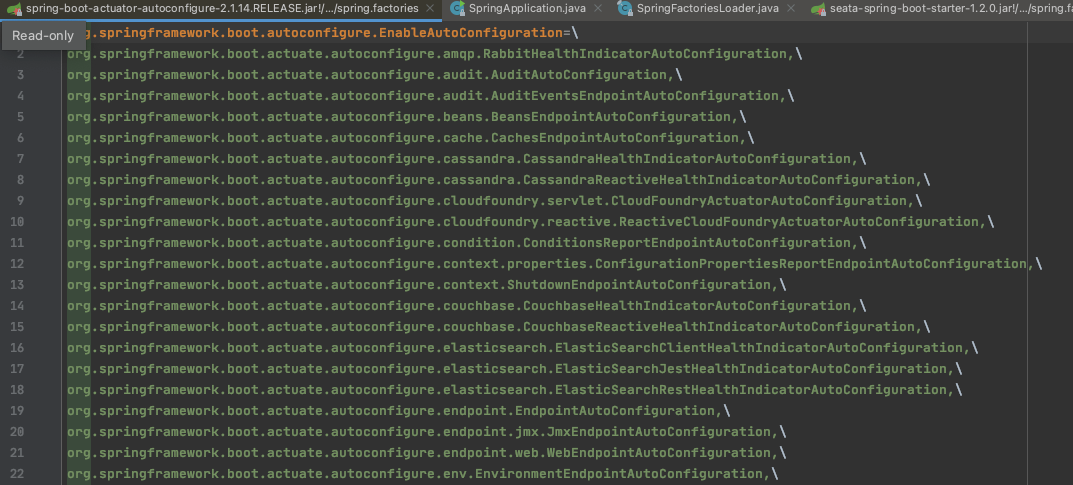 spring-boot-actuator-autoconfigure-2.1.14.RELEASE.jar!/.../spring.factories SpringApplication.java SpringFactoriesLoader.java seata-spring-boot-starter-1.2.0.jar!/.../spring.fa
Read-only
g.springframework.boot.autoconfigure.EnableAutoConfiguration=\
2 org.springframework.boot.actuate.autoconfigure.amqp.RabbitHealthIndicatorAutoConfiguration,\
3 org.springframework.boot.actuate.autoconfigure.audit.AuditAutoConfiguration,\
4 org.springframework.boot.actuate.autoconfigure.audit.AuditEventsEndpointAutoConfiguration,\
5 org.springframework.boot.actuate.autoconfigure.beans.BeansEndpointAutoConfiguration,\
6 org.springframework.boot.actuate.autoconfigure.cache.CachesEndpointAutoConfiguration,\
7 org.springframework.boot.actuate.autoconfigure.cassandra.CassandraHealthIndicatorAutoConfiguration,\
8 org.springframework.boot.actuate.autoconfigure.cassandra.CassandraReactiveHealthIndicatorAutoConfiguration,\
9 org.springframework.boot.actuate.autoconfigure.cloudfoundry.servlet.CloudFoundryActuatorAutoConfiguration,\
10 org.springframework.boot.actuate.autoconfigure.cloudfoundry.reactive.ReactiveCloudFoundryActuatorAutoConfiguration,\
11 org.springframework.boot.actuate.autoconfigure.condition.ConditionsReportEndpointAutoConfiguration,\
12 org.springframework.boot.actuate.autoconfigure.context.properties.ConfigurationPropertiesReportEndpointAutoConfiguration,\
13 org.springframework.boot.actuate.autoconfigure.context.ShutdownEndpointAutoConfiguration,\
14 org.springframework.boot.actuate.autoconfigure.couchbase.CouchbaseHealthIndicatorAutoConfiguration,\
15 org.springframework.boot.actuate.autoconfigure.couchbase.CouchbaseReactiveHealthIndicatorAutoConfiguration,\
16 org.springframework.boot.actuate.autoconfigure.elasticsearch.ElasticSearchClientHealthIndicatorAutoConfiguration,\
17 org.springframework.boot.actuate.autoconfigure.elasticsearch.ElasticSearchJestHealthIndicatorAutoConfiguration,\
18 org.springframework.boot.actuate.autoconfigure.elasticsearch.ElasticSearchRestHealthIndicatorAutoConfiguration,\
19 org.springframework.boot.actuate.autoconfigure.endpoint.EndpointAutoConfiguration,\
20 org.springframework.boot.actuate.autoconfigure.endpoint.jmx.JmxEndpointAutoConfiguration,\
21 org.springframework.boot.actuate.autoconfigure.endpoint.web.WebEndpointAutoConfiguration,\
22 org.springframework.boot.actuate.autoconfigure.env.EnvironmentEndpointAutoConfiguration,\